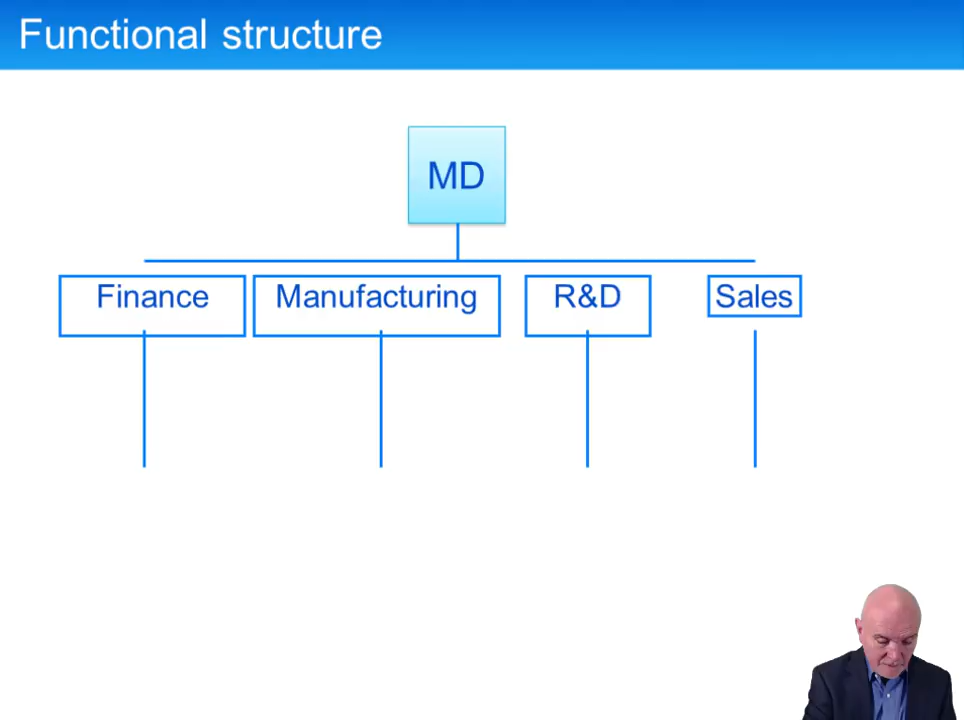 Functional structure
MD
Finance
Manufacturing
R&D
Sales